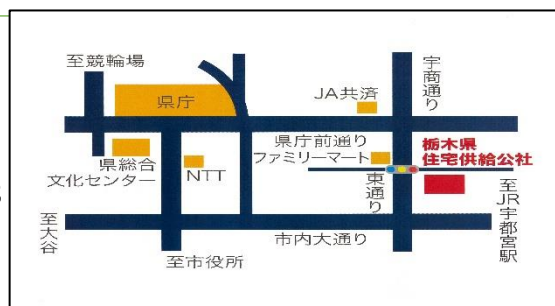 至競輪場
県庁
JA共済
宇商通り
県庁前通り
ファミリーマート
栃木県
住宅供給公社
県総合
文化センター
NTT
東通り
至JR宇都宮駅
至大谷
市内大通り
至市役所